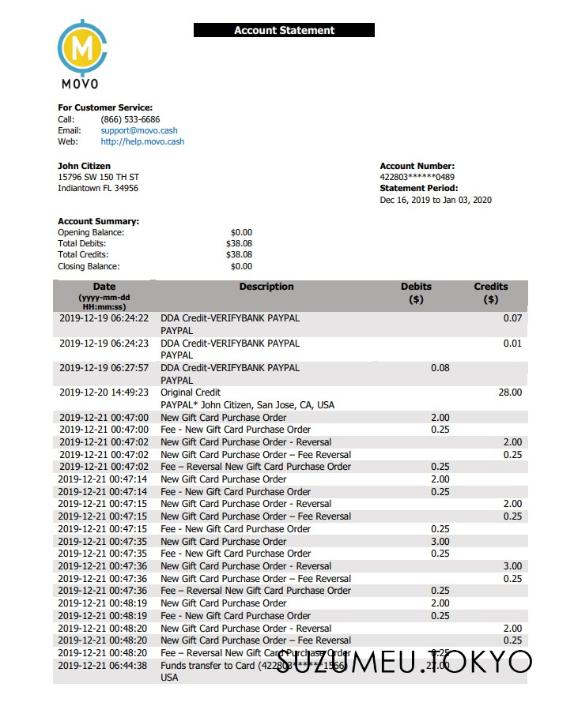 Account Statement
M
MOVO
For Customer Service:
Call: (866) 533-6686
Email: support@movo.cash
Web: http://help.movo.cash
John Citizen
15796 SW 150 TH ST
Indiantown FL 34956
Account Number:
422803******0489
Statement Period:
Dec 16, 2019 to Jan 03, 2020
Account Summary:
Opening Balance: $0.00
Total Debits: $38.08
Total Credits: $38.08
Closing Balance: $0.00
Date Description Debits Credits
(yyyy-mm-dd ($) ($)
HH:mm:ss)
2019-12-19 06:24:22 DDA Credit-VERIFYBANK PAYPAL 0.07
PAYPAL
2019-12-19 06:24:23 DDA Credit-VERIFYBANK PAYPAL 0.01
PAYPAL
2019-12-19 06:27:57 DDA Credit-VERIFYBANK PAYPAL 0.08
PAYPAL
2019-12-20 14:49:23 Original Credit 28.00
PAYPAL* John Citizen, San Jose, CA, USA
2019-12-21 00:47:00 New Gift Card Purchase Order 2.00
2019-12-21 00:47:00 Fee - New Gift Card Purchase Order 0.25
2019-12-21 00:47:02 New Gift Card Purchase Order - Reversal 2.00
2019-12-21 00:47:02 New Gift Card Purchase Order – Fee Reversal 0.25
2019-12-21 00:47:02 Fee – Reversal New Gift Card Purchase Order 0.25
2019-12-21 00:47:14 New Gift Card Purchase Order 2.00
2019-12-21 00:47:14 Fee - New Gift Card Purchase Order 0.25
2019-12-21 00:47:15 New Gift Card Purchase Order - Reversal 2.00
2019-12-21 00:47:15 New Gift Card Purchase Order – Fee Reversal 0.25
2019-12-21 00:47:15 Fee - New Gift Card Purchase Order 0.25
2019-12-21 00:47:35 New Gift Card Purchase Order 3.00
2019-12-21 00:47:35 Fee - New Gift Card Purchase Order 0.25
2019-12-21 00:47:36 New Gift Card Purchase Order - Reversal 3.00
2019-12-21 00:47:36 New Gift Card Purchase Order – Fee Reversal 0.25
2019-12-21 00:47:36 Fee – Reversal New Gift Card Purchase Order 0.25
2019-12-21 00:48:19 New Gift Card Purchase Order 2.00
2019-12-21 00:48:19 Fee - New Gift Card Purchase Order 0.25
2019-12-21 00:48:20 New Gift Card Purchase Order - Reversal 2.00
2019-12-21 00:48:20 New Gift Card Purchase Order – Fee Reversal 0.25
2019-12-21 00:48:20 Fee – Reversal New Gift Card Purchase Order 0.25
2019-12-21 06:44:38 Funds transfer to Card 27.00
USA
SUZUMEU.TOKYO